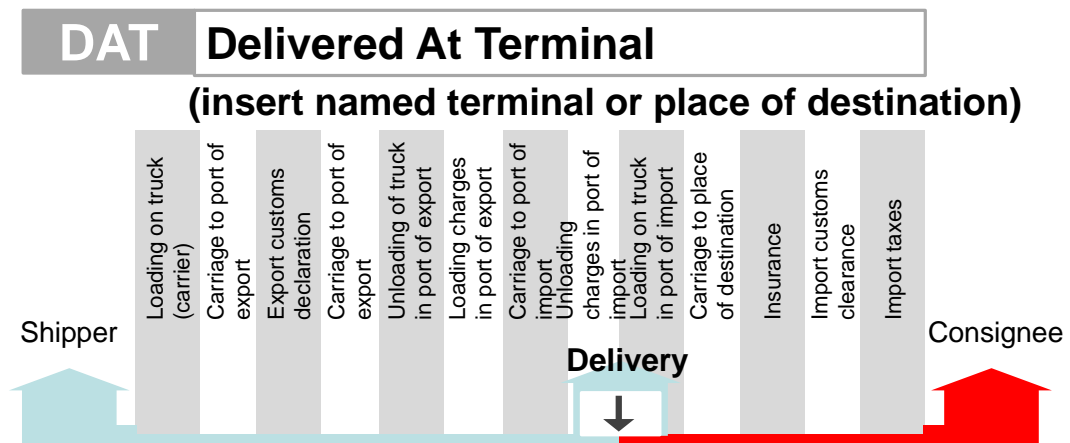 DAT Delivered At Terminal
(insert named terminal or place of destination)
Loading on truck
(carrier)
Carriage to port of
export
Export customs
declaration
Carriage to port of
export
Unloading of truck
in port of export
Loading charges
in port of export
Carriage to port of
import
Unloading
charges in port of
import
Loading on truck
in port of import
Carriage to place
of destination
Insurance
Import customs
clearance
Import taxes
Shipper
Consignee
Delivery